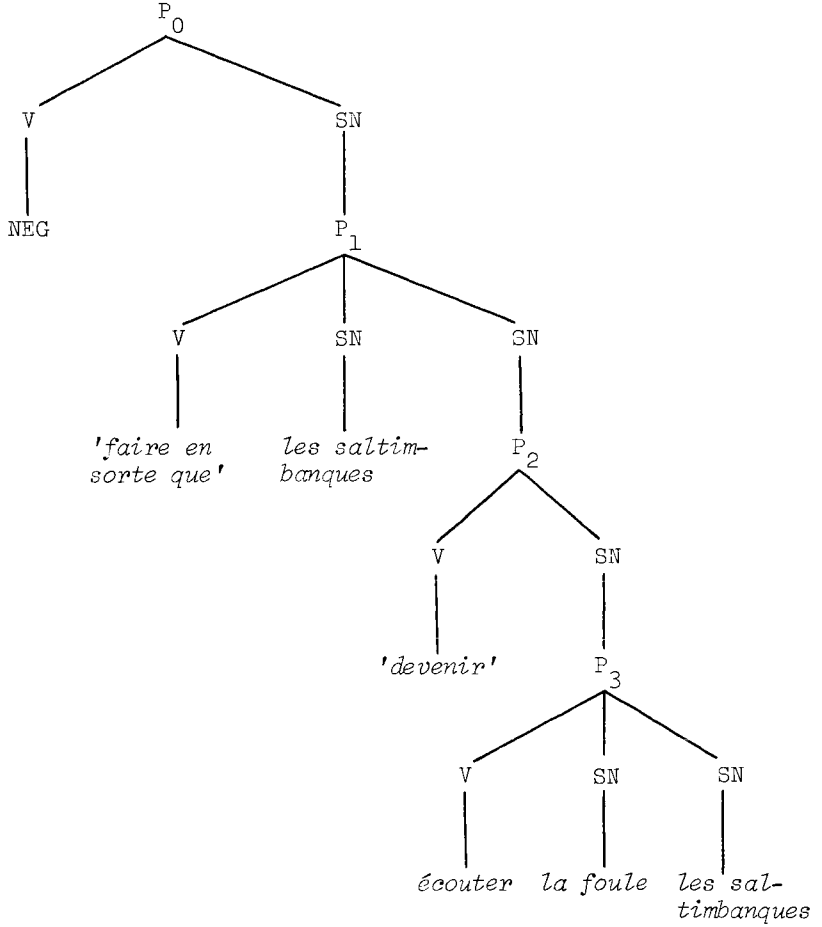 P0
V SN
NEG P1
V SN SN
'faire en les saltim-
sorte que' banques
P2
V SN
'devenir' P3
V SN SN
écouter la foule les sal-
timbanques